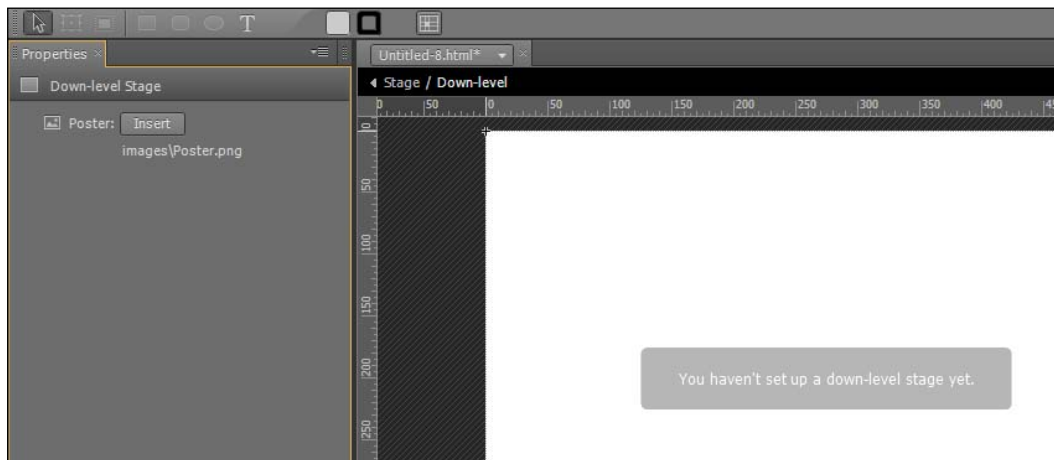 T
Properties ×
Untitled-8.html* ×
Down-level Stage
Stage / Down-level
0 50 0 50 100 150 200 250 300 350 400
Poster: Insert
images\Poster.png
0
50
100
150
200
250
You haven't set up a down-level stage yet.